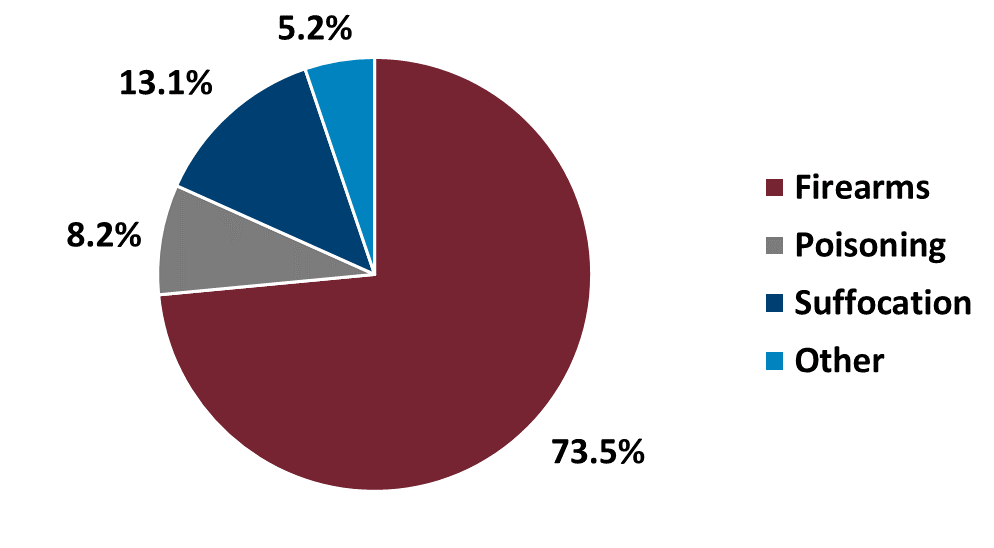 5.2%
13.1%
8.2%
73.5%
Firearms
Poisoning
Suffocation
Other